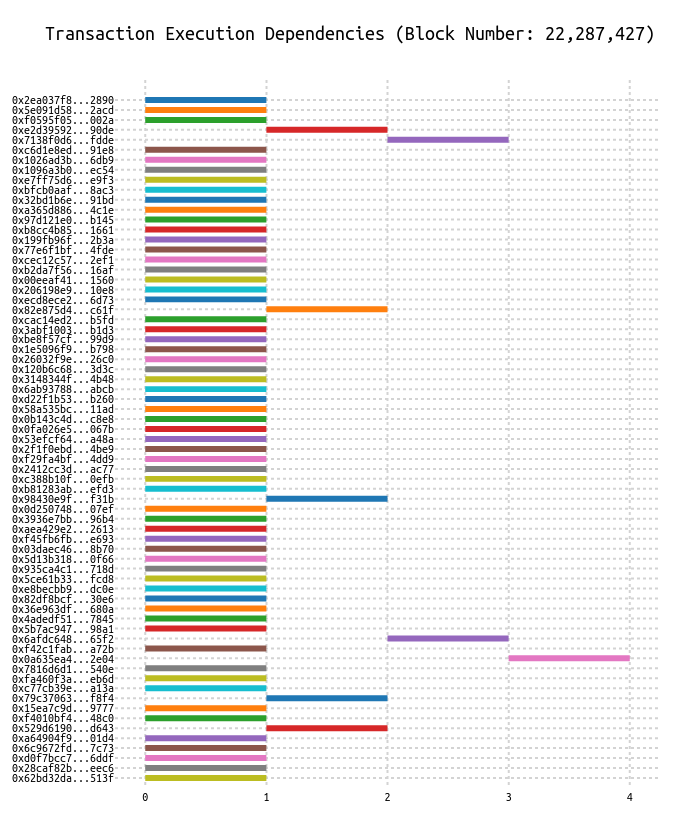 Transaction Execution Dependencies (Block Number: 22,287,427)
0x2ea037f8...2890
0x5e091d58...2acd
0xf0595f05...002a
0xe2d39592...90de
0x7138f0d6...fdde
0xc6d1e8ed...91e8
0x1026ad3b...6db9
0x1096a3b0...ec54
0xe7ff75d6...e9f3
0xbfcb0aaf...8ac3
0x32bd1b6e...91bd
0xa365d886...4c1e
0x97d121e0...b145
0xb8cc4b85...1661
0x199fb96f...2b3a
0x77e6f1bf...4fde
0xcec12c57...2ef1
0xb2da7f56...16af
0x00eeaf41...1560
0x206198e9...10e8
0xecd8ece2...6d73
0x82e875d4...c61f
0xcac14ed2...b5fd
0x3abf1003...b1d3
0xbe8f57cf...99d9
0x1e5096f9...b798
0x26032f9e...26c0
0x120b6c68...3d3c
0x3148344f...4b48
0x6ab93788...abcb
0xd22f1b53...b260
0x58a535bc...11ad
0x0b143c4d...c8e8
0x0fa026e5...067b
0x53efcf64...a48a
0x2f1f0ebd...4be9
0xf29fa4bf...4dd9
0x2412cc3d...ac77
0xc388b10f...0efb
0xb81283ab...efd3
0x98430e9f...f31b
0x0d250748...07ef
0x3936e7bb...96b4
0xaea429e2...2613
0xf45fb6fb...e693
0x03daec46...8b70
0x5d13b318...0f66
0x935ca4c1...718d
0x5ce61b33...fcd8
0xe8becbb9...dc0e
0x82df8bcf...30e6
0x36e963df...680a
0x4adedf51...7845
0x5b7ac947...98a1
0x6afdc648...65f2
0xf42c1fab...a72b
0x0a635ea4...2e04
0x7816d6d1...540e
0xfa460f3a...eb6d
0xc77cb39e...a13a
0x79c37063...f8f4
0x15ea7c9d...9777
0xf4010bf4...48c0
0x529d6190...d643
0xa64904f9...01d4
0x6c9672fd...7c73
0xd0f7bcc7...6ddf
0x28caf82b...eec6
0x62bd32da...513f
0 1 2 3 4